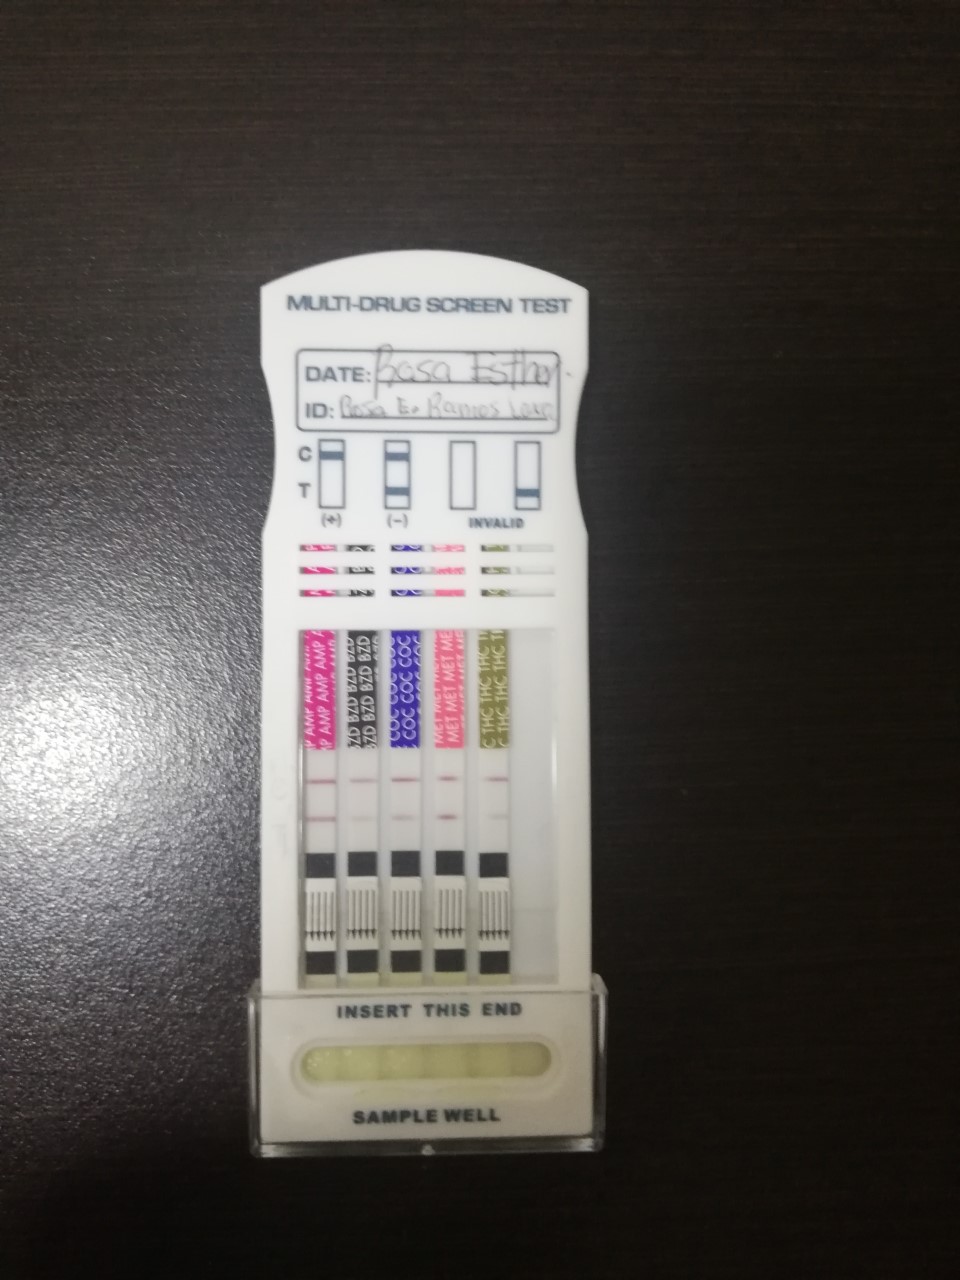 MULTI-DRUG SCREEN TEST
DATE: Rosa Esther.
ID: Rosa E. Ramos
C
T
(+) (-) INVALID
AMP AMP AMP BZD BZD BZD COC COC COC MET MET MET THC THC THC
INSERT THIS END
SAMPLE WELL